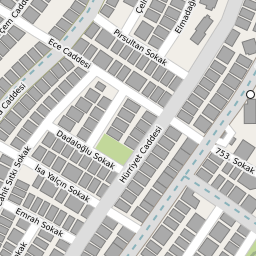 Pirsultan Sokak
Ece Caddesi
Dadaloğlu Sokak
Hürriyet Caddesi
753. Sokak
İsa Yalçın Sokak
Emrah Sokak